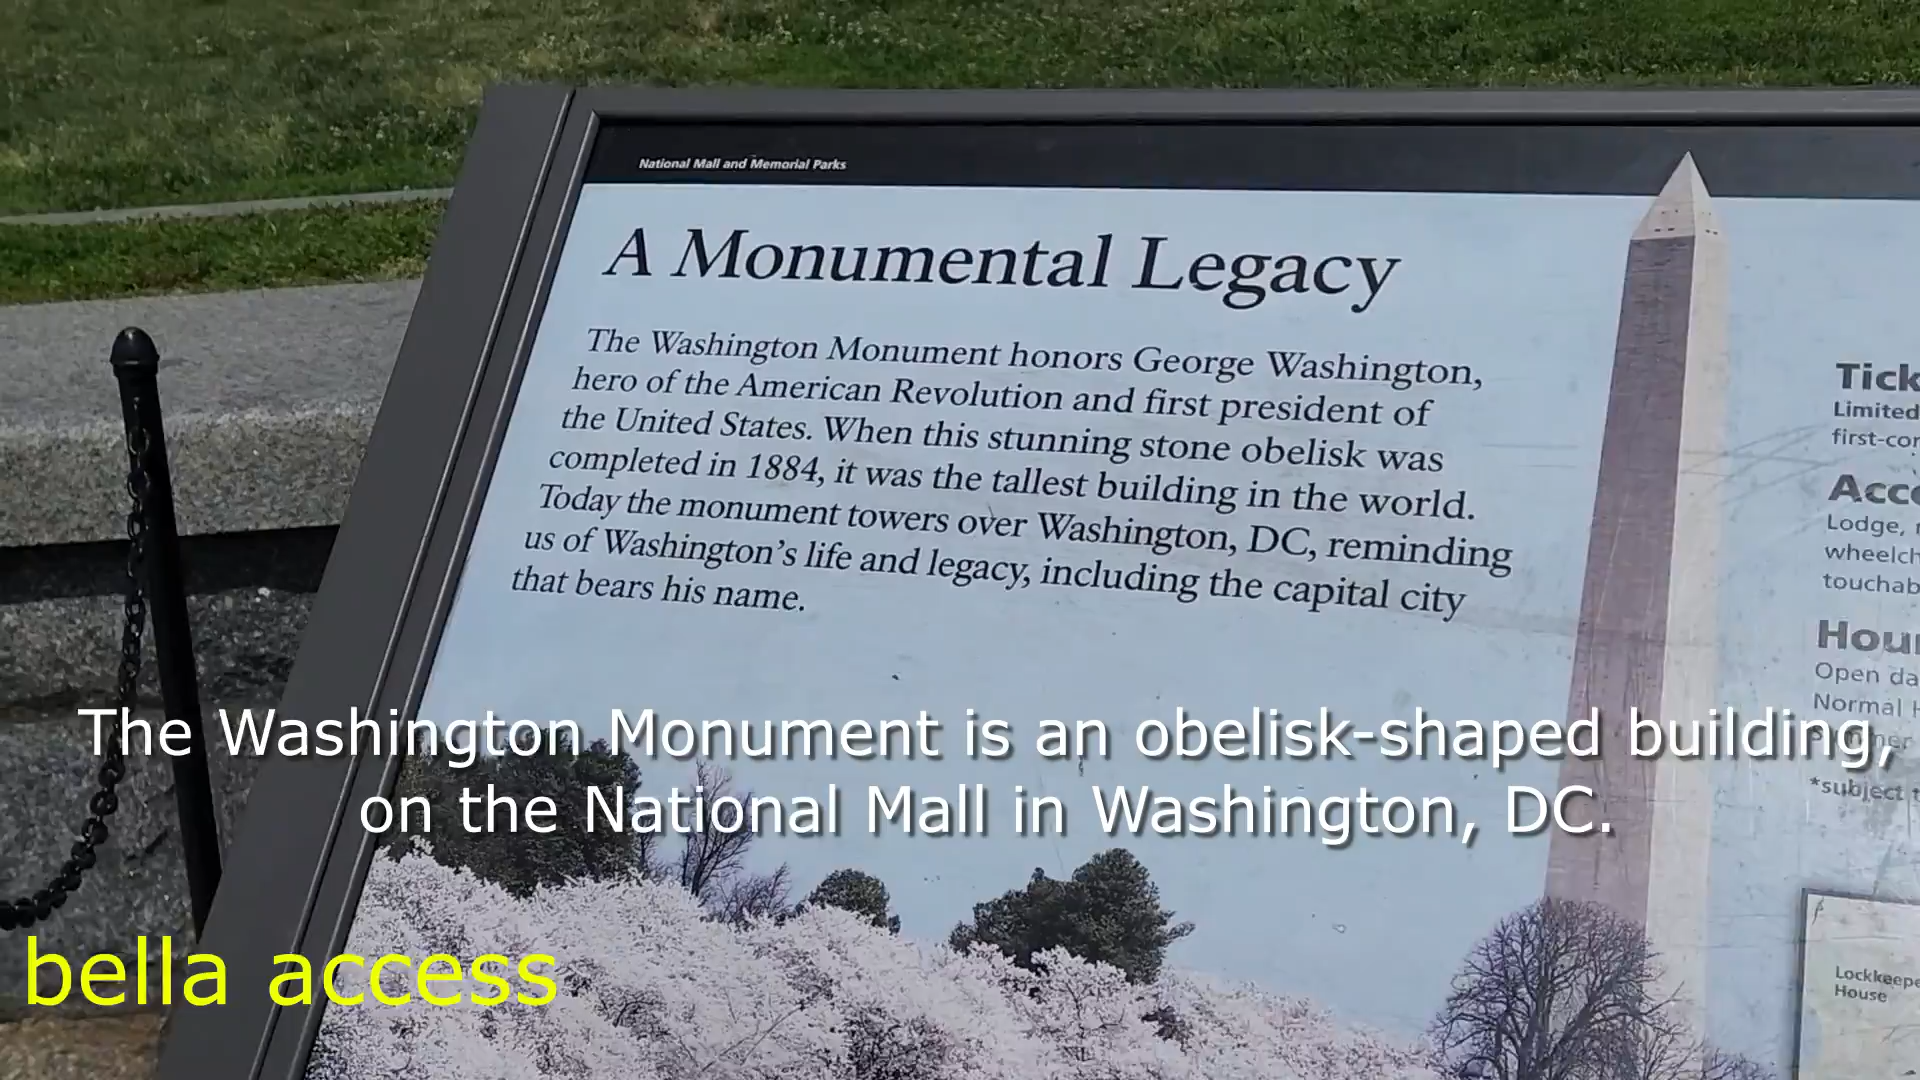 National Mall and Memorial Parks
A Monumental Legacy
The Washington Monument honors George Washington,
hero of the American Revolution and first president of
the United States. When this stunning stone obelisk was
completed in 1884, it was the tallest building in the world.
Today the monument towers over Washington, DC, reminding
us of Washington's life and legacy, including the capital city
that bears his name.
Limited
Lodge,
Open
Normal
*subject
House
The Washington Monument is an obelisk-shaped building,
on the National Mall in Washington, DC.
bella access